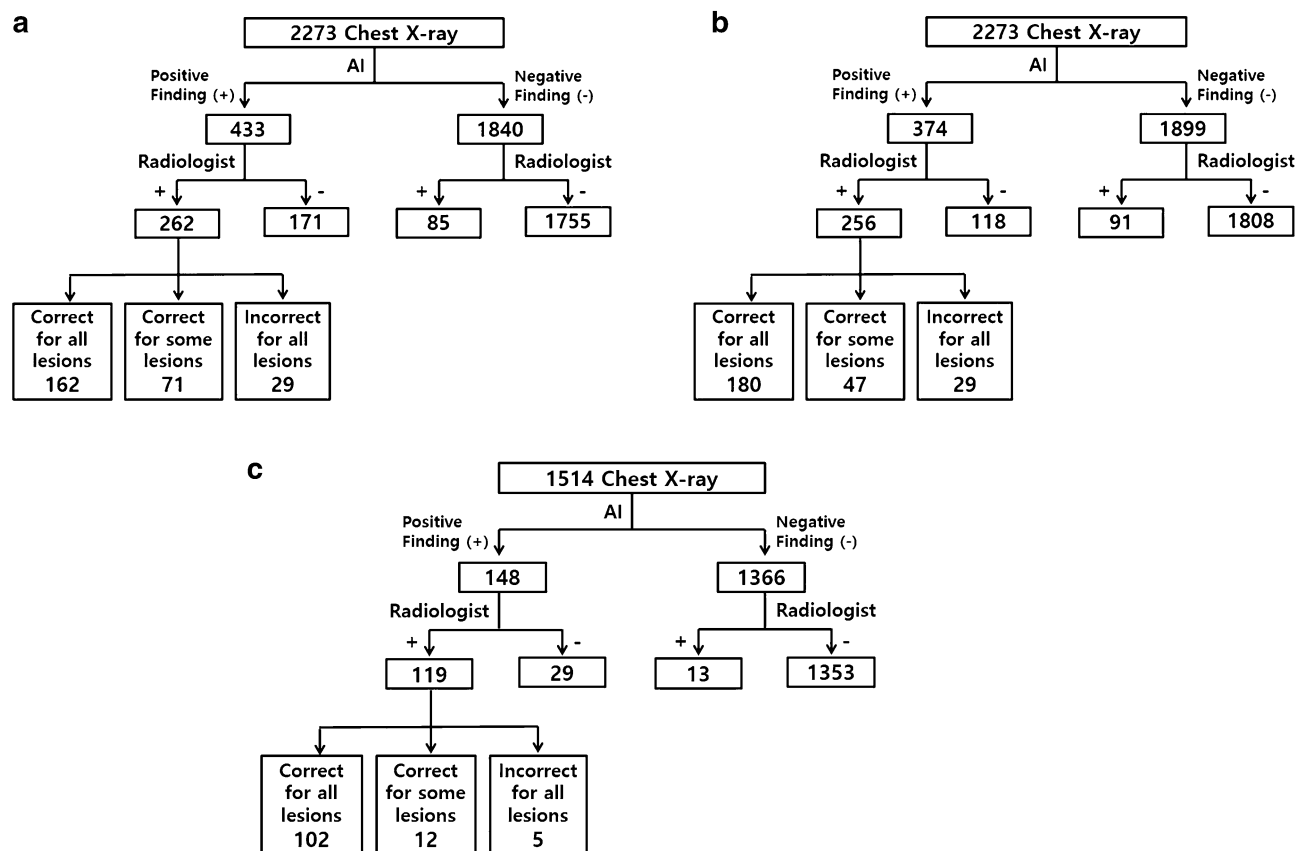 a
2273 Chest X-ray
AI
Positive
Finding (+)
Negative
Finding (-)
433
1840
Radiologist
Radiologist
+
-
+
-
262
171
85
1755
Correct
for all
lesions
162
Correct
for some
lesions
71
Incorrect
for all
lesions
29
b
2273 Chest X-ray
AI
Positive
Finding (+)
Negative
Finding (-)
374
1899
Radiologist
Radiologist
+
-
+
-
256
118
91
1808
Correct
for all
lesions
180
Correct
for some
lesions
47
Incorrect
for all
lesions
29
c
1514 Chest X-ray
AI
Positive
Finding (+)
Negative
Finding (-)
148
1366
Radiologist
Radiologist
+
-
+
-
119
29
13
1353
Correct
for all
lesions
102
Correct
for some
lesions
12
Incorrect
for all
lesions
5